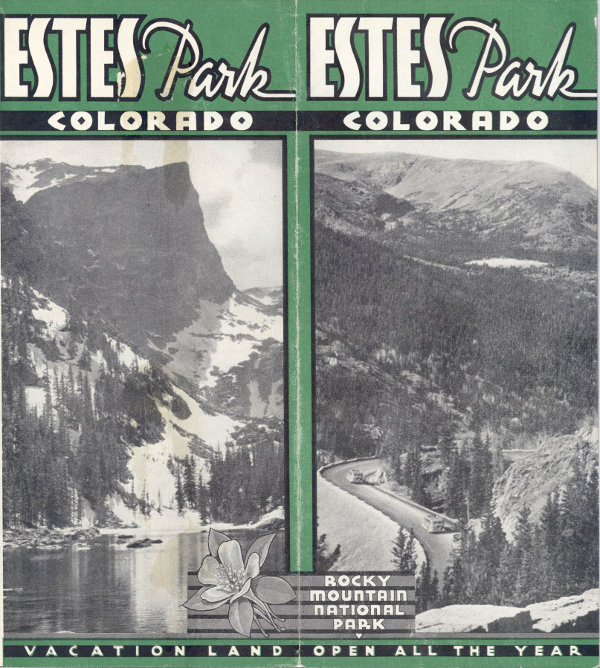 ESTES Park
COLORADO
ESTES Park
COLORADO
ROCKY
MOUNTAIN
NATIONAL
PARK
VACATION LAND OPEN ALL THE YEAR